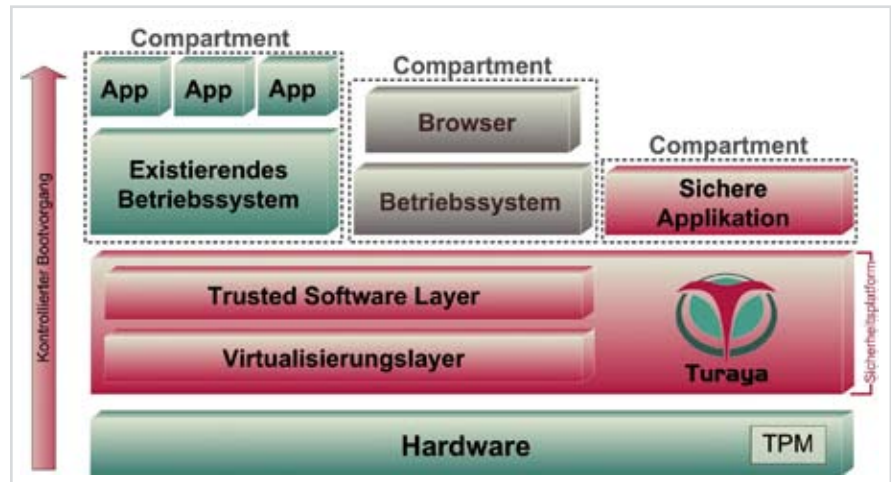 Compartment
App
App
App
Existierendes
Betriebssystem
Compartment
Browser
Betriebssystem
Compartment
Sichere
Applikation
Kontrollierter Bootvorgang
Trusted Software Layer
Virtualisierungslayer
Turaya
Sicherheitsplatform
Hardware
TPM